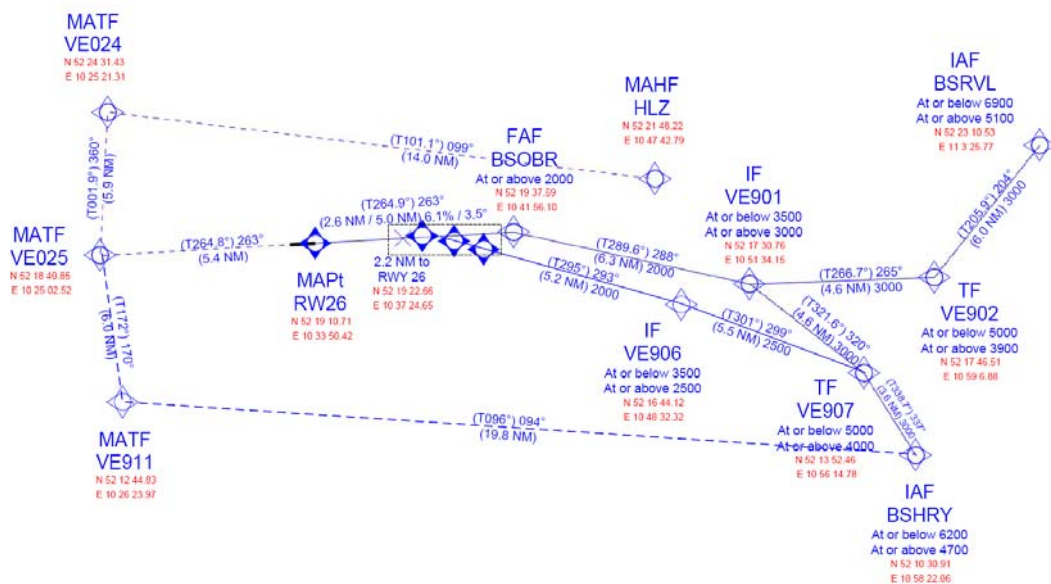 MATF
VE024
N 52 24 31.43
E 10 25 21.31
IAF
BSRVL
At or below 6900
At or above 5100
N 52 23 10.53
E 11 3 25.77
MAHF
HLZ
N 52 21 48.22
E 10 47 42.79
(T101.1°) 099°
(14.0 NM)
FAF
BSOBR
At or above 2000
N 52 19 37.59
E 10 41 56.10
IF
VE901
At or below 3500
At or above 3000
N 52 17 30.76
E 10 51 34.15
(T205.9°) 204°
(6.0 NM) 3000
(T001.9°) 360°
(5.9 NM)
(T264.9°) 263°
(2.6 NM / 5.0 NM) 6.1% / 3.5°
MATF
VE025
N 52 18 40.85
E 10 25 02.52
(T264.8°) 263°
(5.4 NM)
MAPt
RW26
N 52 19 10.71
E 10 33 50.42
2.2 NM to
RWY 26
N 52 19 22.66
E 10 37 24.65
(T289.6°) 288°
(6.3 NM) 2000
(T295°) 293°
(5.2 NM) 2000
(T266.7°) 265°
(4.6 NM) 3000
TF
VE902
At or below 5000
At or above 3900
N 52 17 46.51
E 10 59 6.88
(T172°) 170°
(6.0 NM)
IF
VE906
At or below 3500
At or above 2500
N 52 16 44.12
E 10 48 32.32
(T301°) 299°
(5.5 NM) 2500
(T321.6°) 320°
(4.6 NM) 3000
TF
VE907
At or below 5000
At or above 4000
N 52 13 52.46
E 10 56 14.78
(T338.7°) 337°
(3.6 NM) 3000
MATF
VE911
N 52 12 44.83
E 10 26 23.97
(T096°) 094°
(19.8 NM)
IAF
BSHRY
At or below 6200
At or above 4700
N 52 10 30.91
E 10 58 22.06